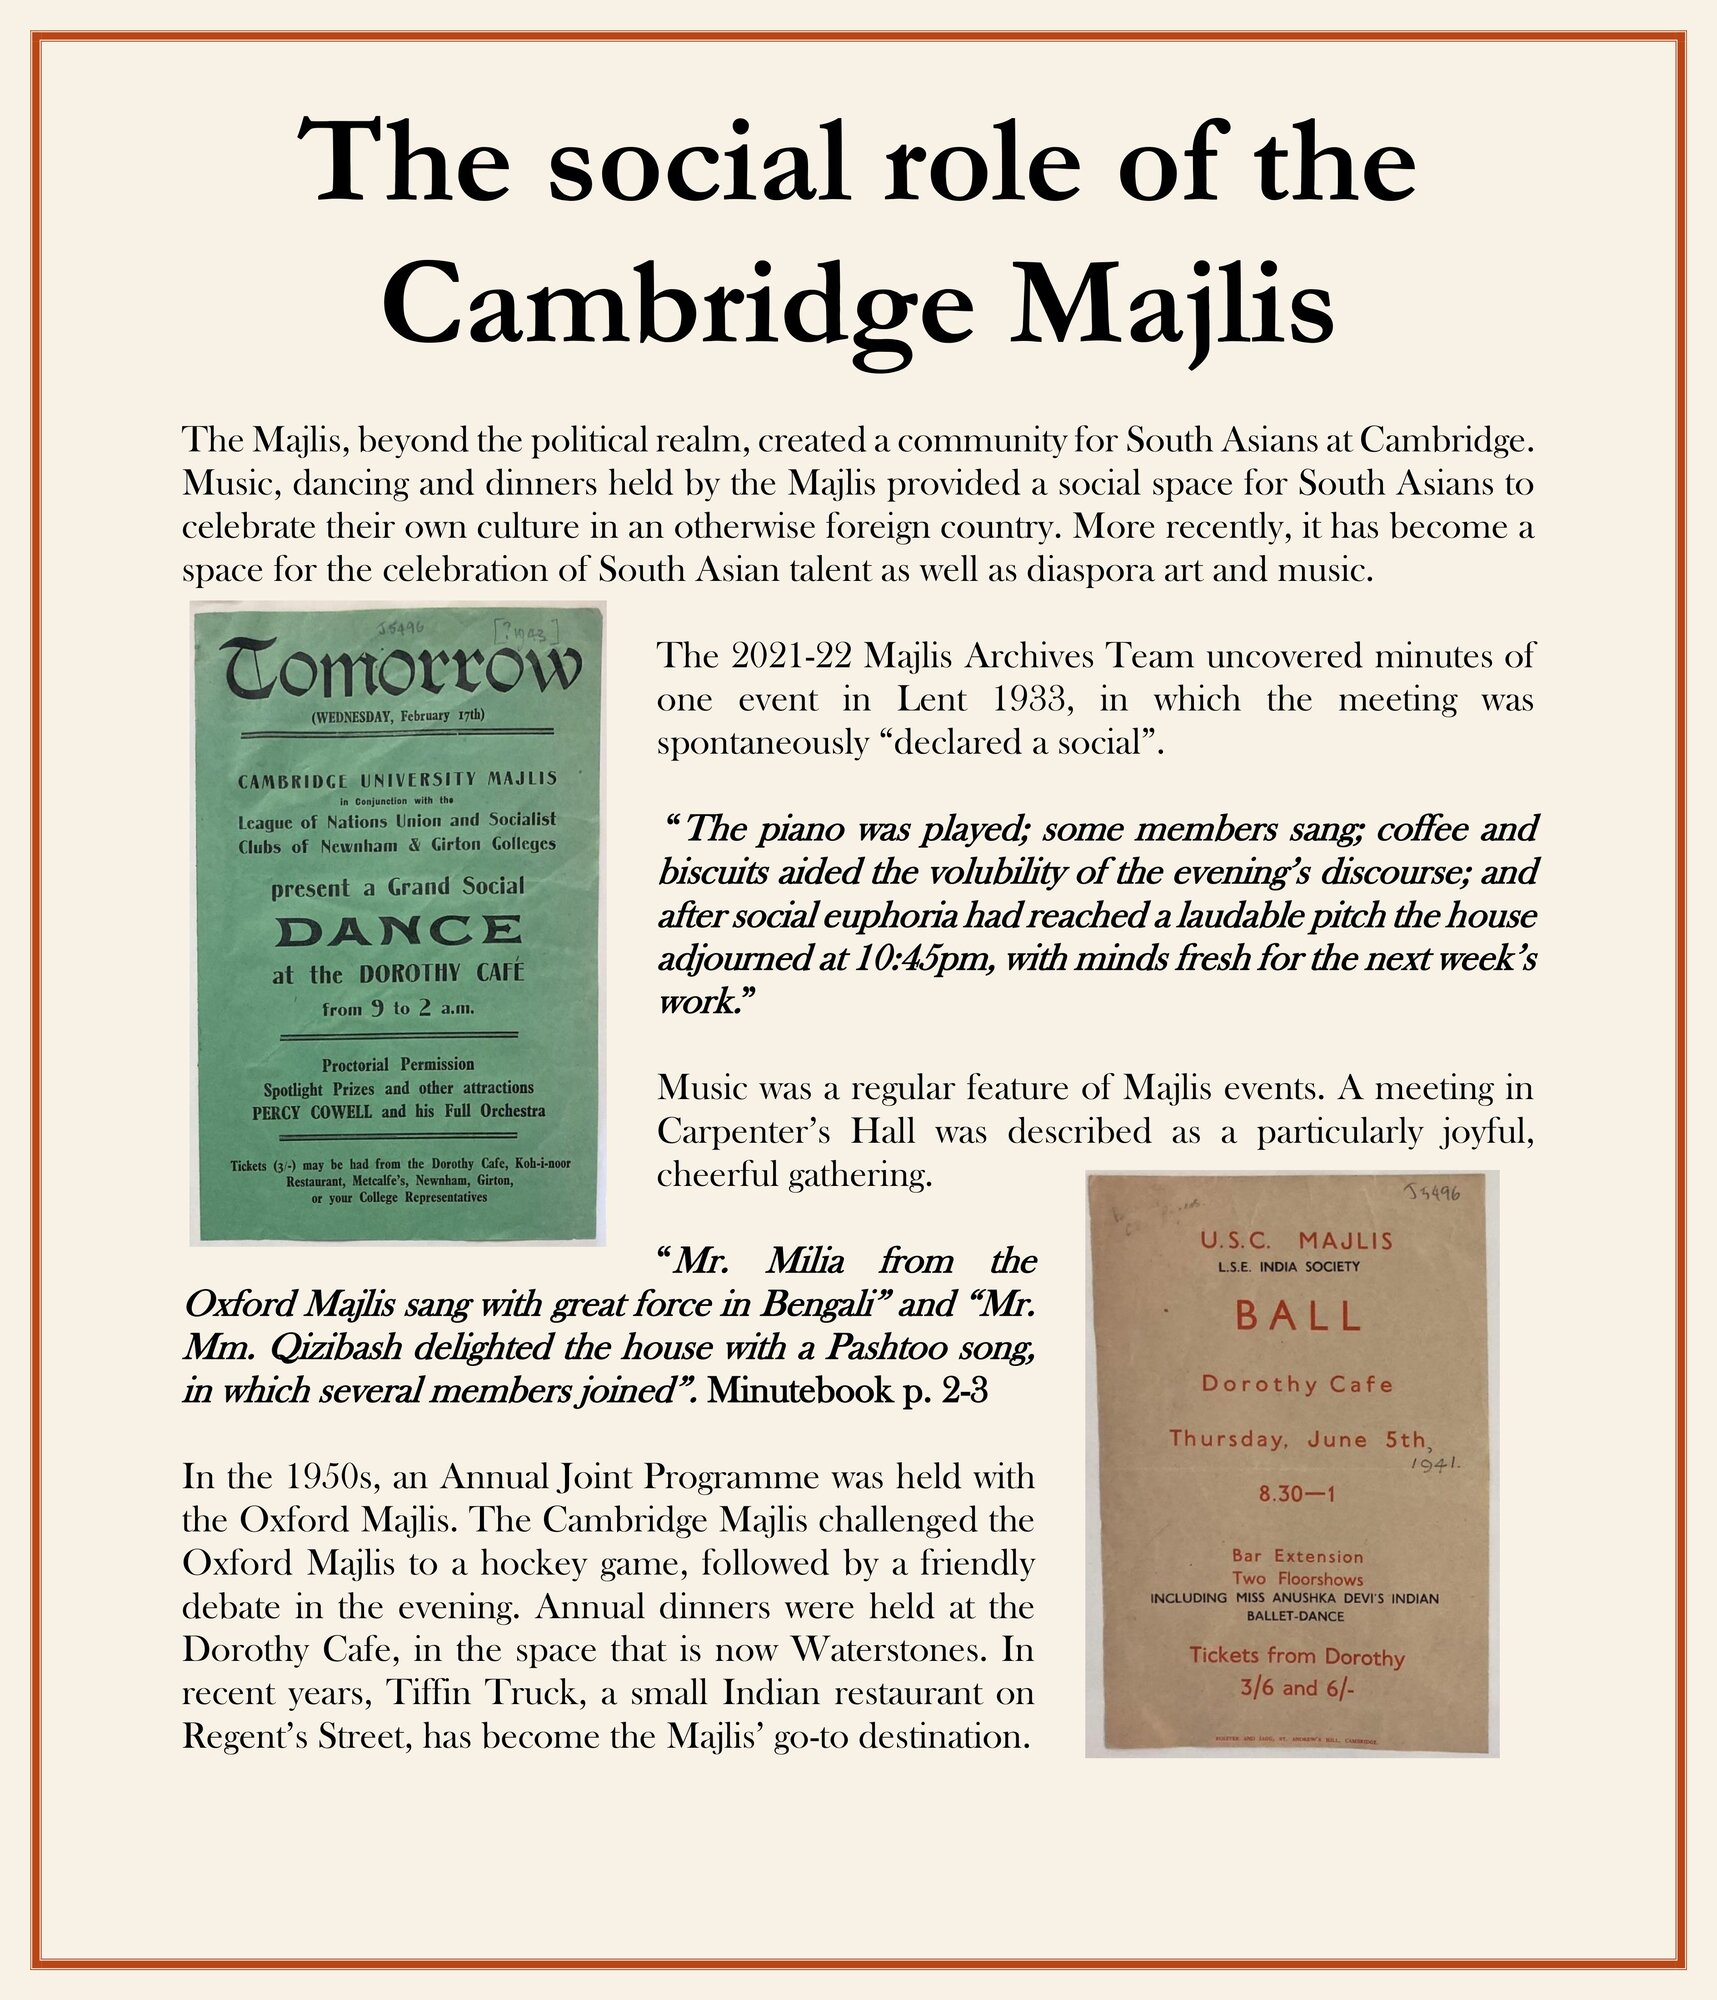 The social role of the
Cambridge Majlis
The Majlis, beyond the political realm, created a community for South Asians at Cambridge.
Music, dancing and dinners held by the Majlis provided a social space for South Asians to
celebrate their own culture in an otherwise foreign country. More recently, it has become a
space for the celebration of South Asian talent as well as diaspora art and music.
J5496 [?1943]
Tomorrow
(WEDNESDAY, February 17th)
CAMBRIDGE UNIVERSITY MAJLIS
in Conjunction with the
League of Nations Union and Socialist
Clubs of Newnham & Girton Colleges
present a Grand Social
DANCE
at the DOROTHY CAFÉ
from 9 to 2 a.m.
Proctorial Permission
Spotlight Prizes and other attractions
PERCY COWELL and his Full Orchestra
Tickets (3/-) may be had from the Dorothy Cafe, Koh-i-noor
Restaurant, Metcalfe's, Newnham, Girton,
or your College Representatives
The 2021-22 Majlis Archives Team uncovered minutes of
one event in Lent 1933, in which the meeting was
spontaneously “declared a social”.
“The piano was played; some members sang; coffee and
biscuits aided the volubility of the evening’s discourse; and
after social euphoria had reached a laudable pitch the house
adjourned at 10:45pm, with minds fresh for the next week’s
work.”
Music was a regular feature of Majlis events. A meeting in
Carpenter’s Hall was described as a particularly joyful,
cheerful gathering.
“Mr. Milia from the
Oxford Majlis sang with great force in Bengali” and “Mr.
Mm. Qizibash delighted the house with a Pashtoo song,
in which several members joined”. Minutebook p. 2-3
In the 1950s, an Annual Joint Programme was held with
the Oxford Majlis. The Cambridge Majlis challenged the
Oxford Majlis to a hockey game, followed by a friendly
debate in the evening. Annual dinners were held at the
Dorothy Cafe, in the space that is now Waterstones. In
recent years, Tiffin Truck, a small Indian restaurant on
Regent’s Street, has become the Majlis’ go-to destination.
J5496
U.S.C. MAJLIS
L.S.E. INDIA SOCIETY
BALL
Dorothy Cafe
Thursday, June 5th,
1941.
8.30—1
Bar Extension
Two Floorshows
INCLUDING MISS ANUSHKA DEVI'S INDIAN
BALLET-DANCE
Tickets from Dorothy
3/6 and 6/-
AND ST. ANDREW'S HILL, CAMBRIDGE.